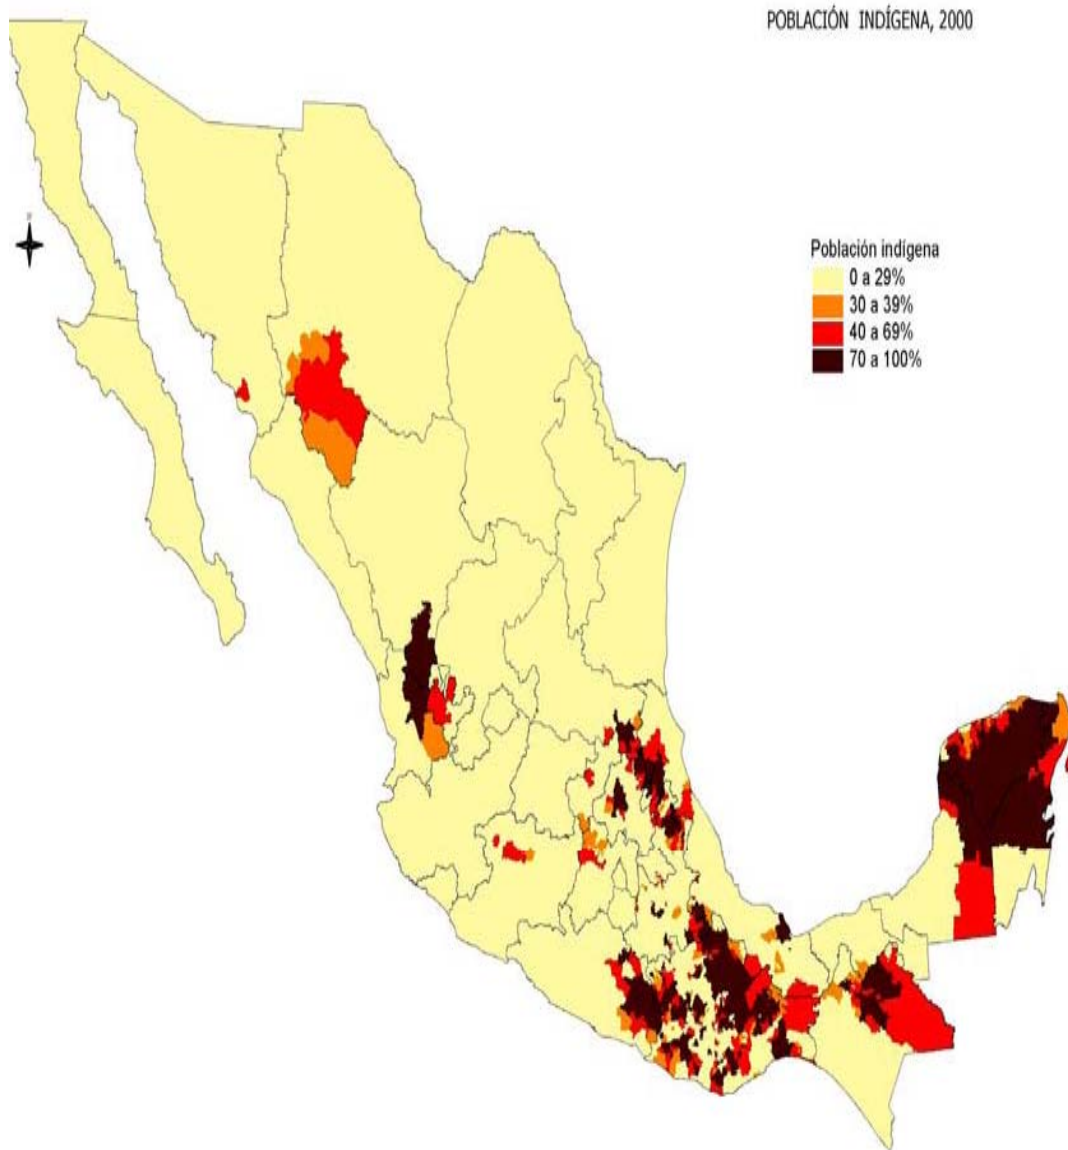 POBLACIÓN INDÍGENA, 2000
Población indígena
0 a 29%
30 a 39%
40 a 69%
70 a 100%